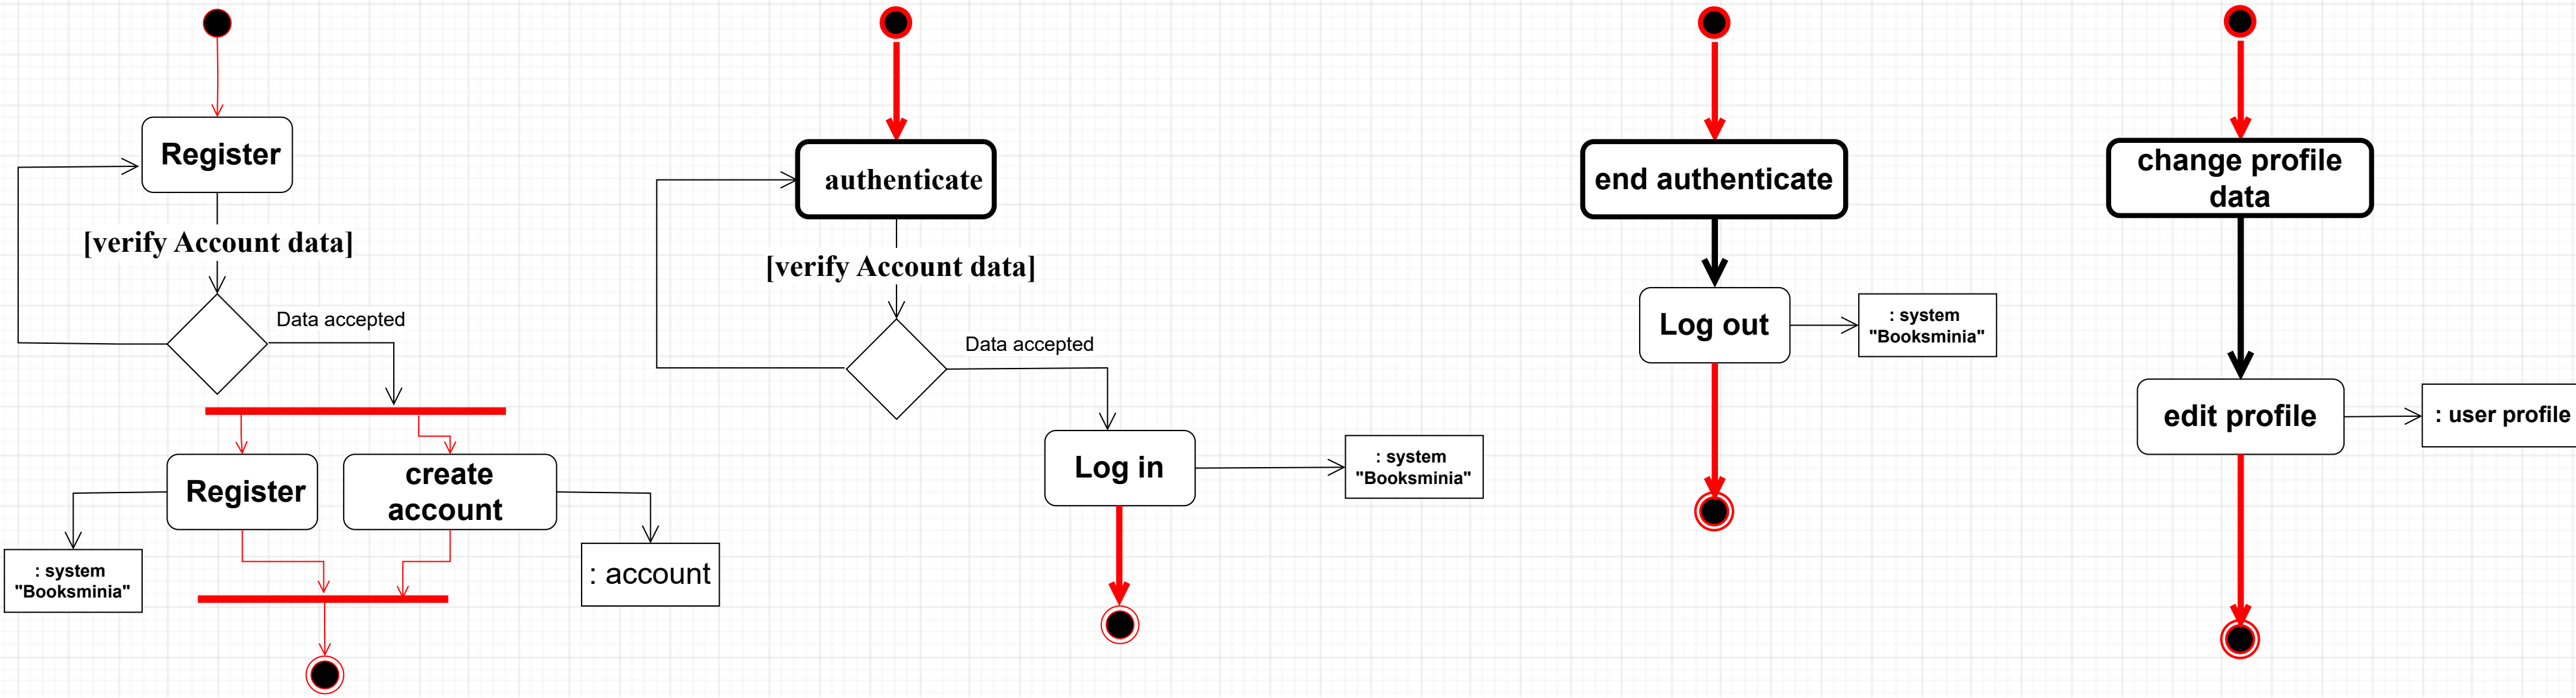 Register
[verify Account data]
Data accepted
Register
create
account
: system
"Booksminia"
: account
authenticate
[verify Account data]
Data accepted
Log in
: system
"Booksminia"
end authenticate
Log out
: system
"Booksminia"
change profile
data
edit profile
: user profile